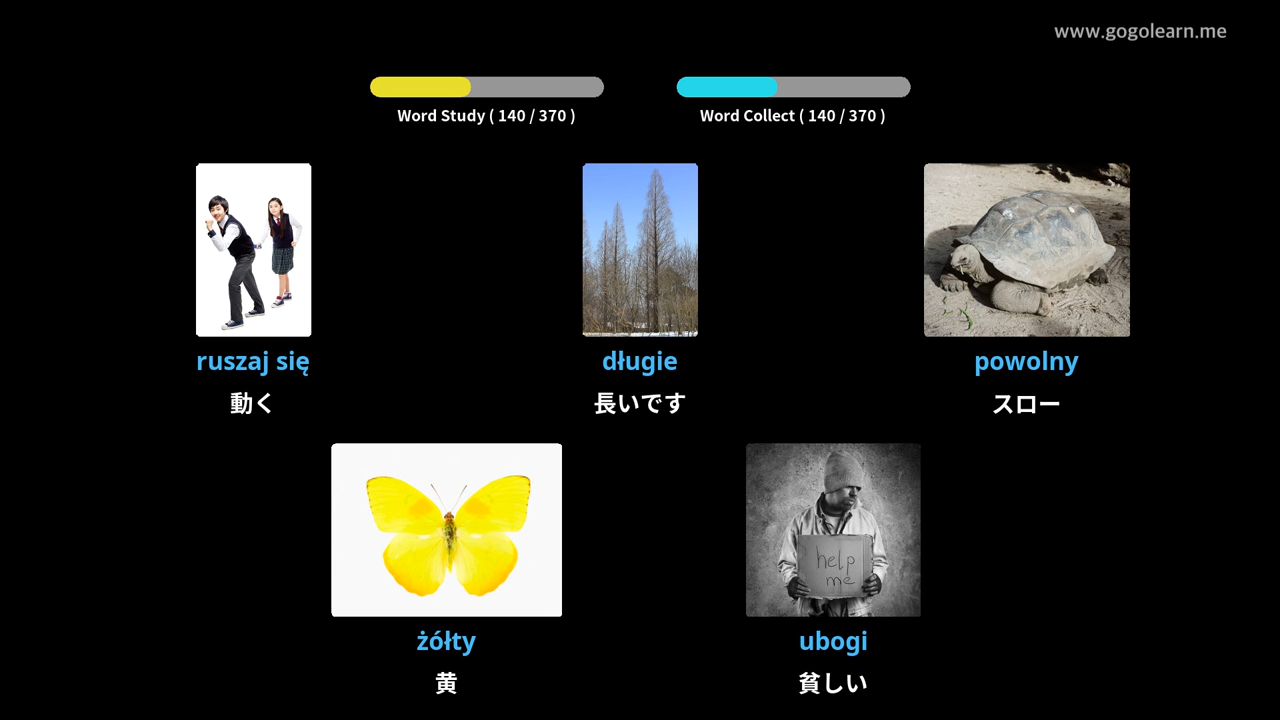 www.gogolearn.me
Word Study ( 140 / 370 )
Word Collect ( 140 / 370 )
ruszaj się
動く
długie
長いです
powolny
スロー
help
me
żółty
黄
ubogi
貧しい